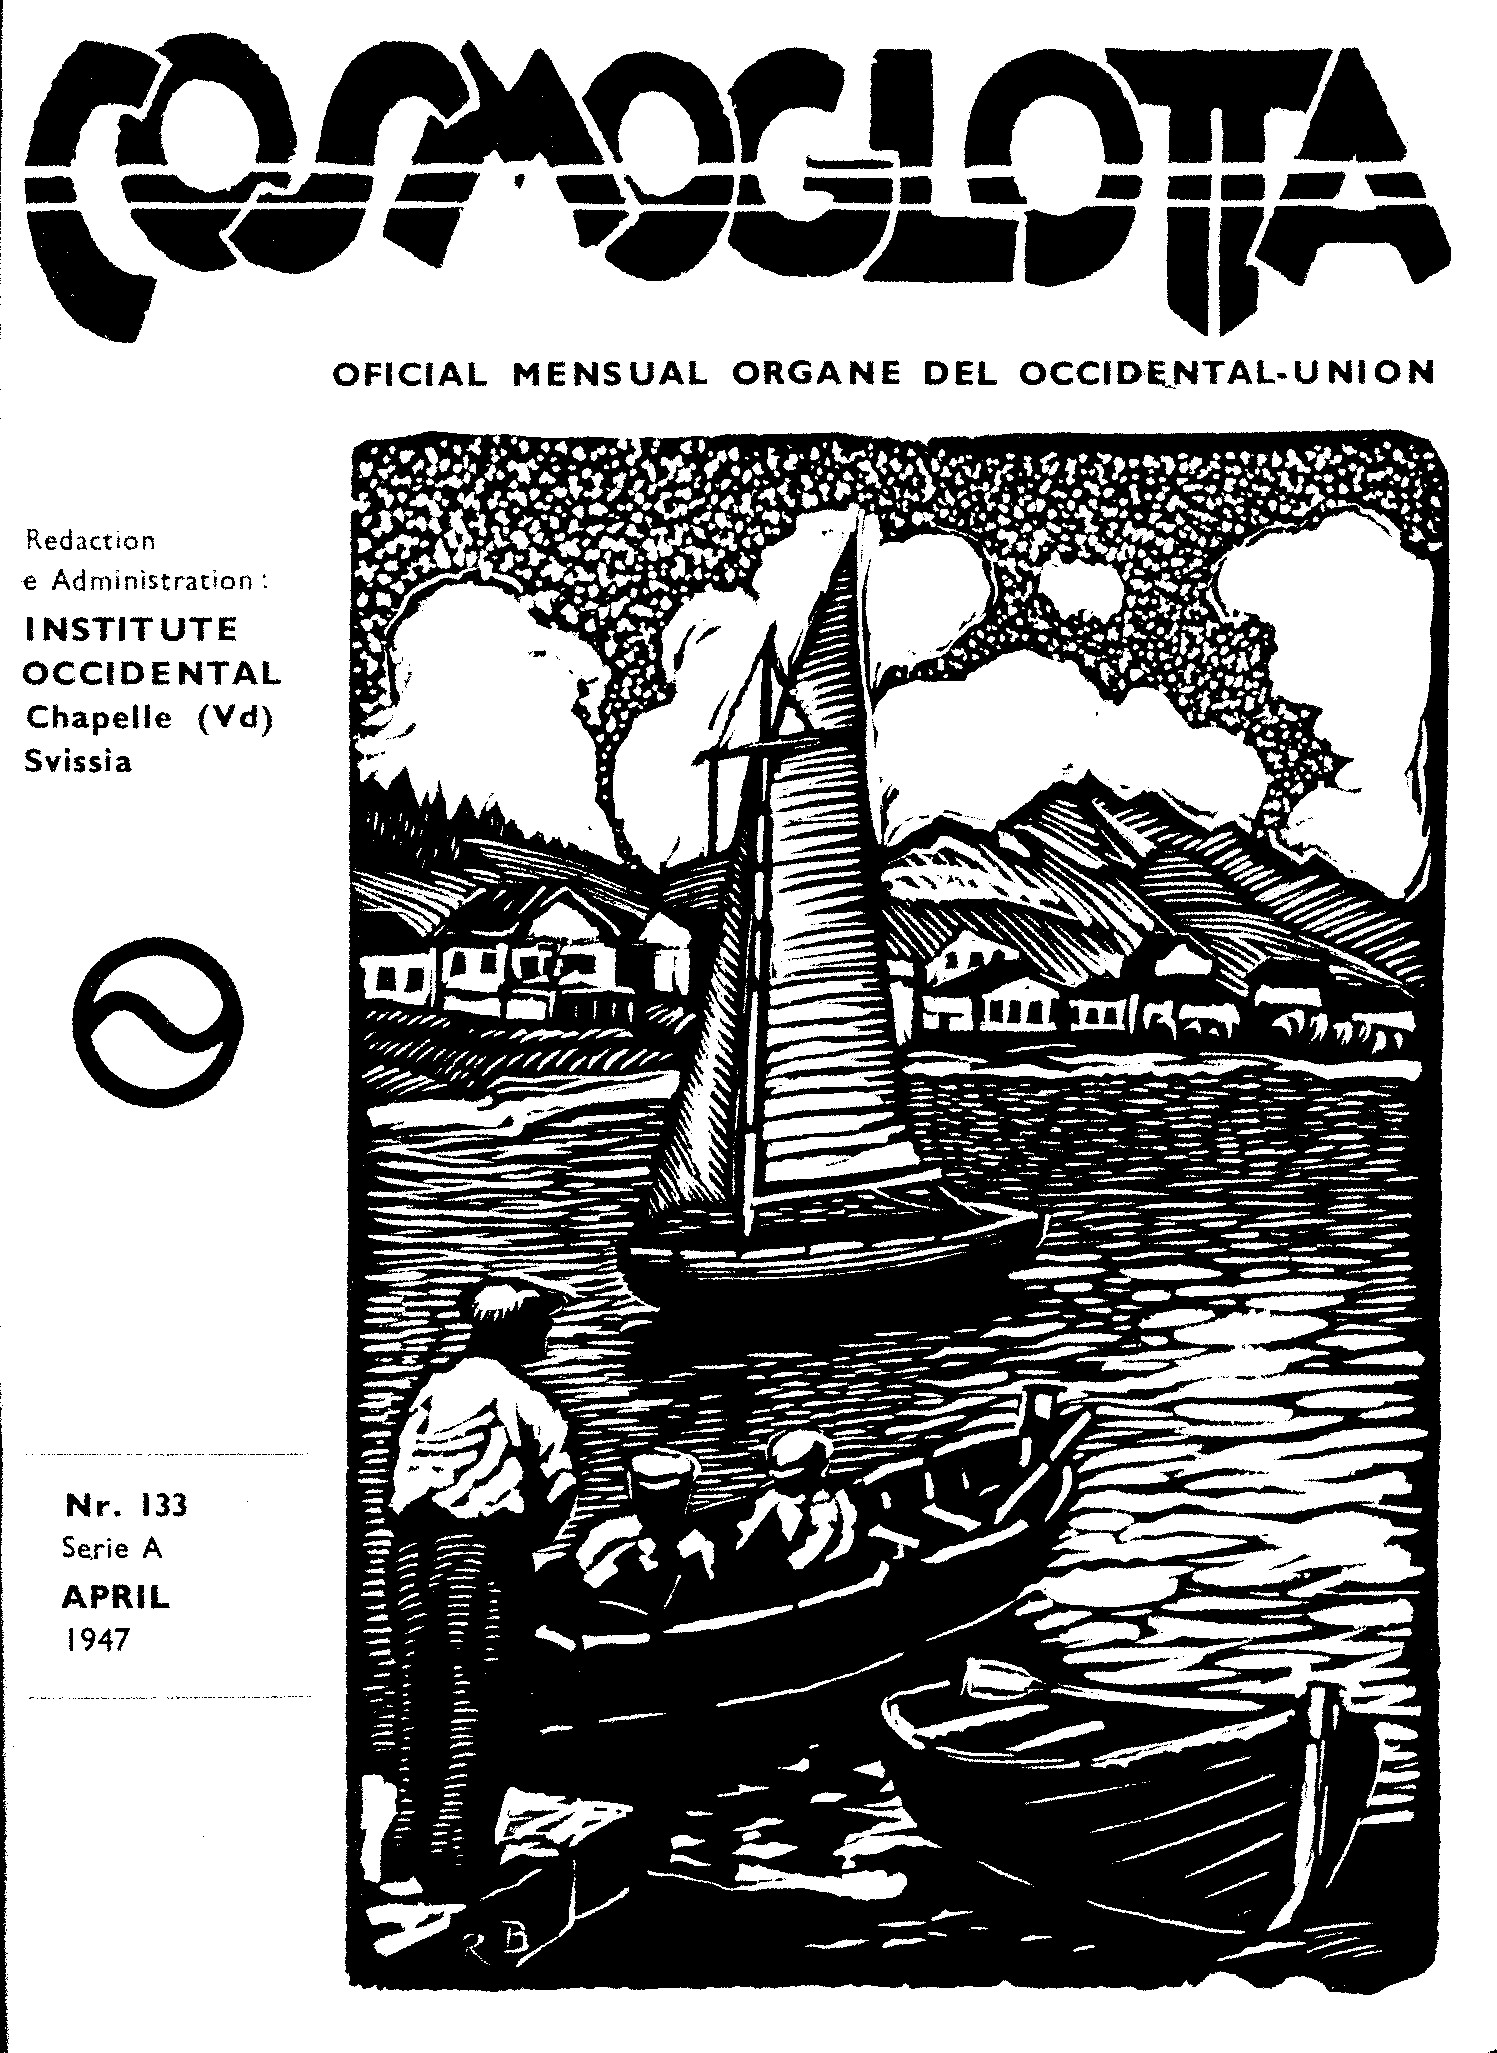 COSMOGLOTTA
OFICIAL MENSUAL ORGANE DEL OCCIDENTAL-UNION
Redaction
e Administration:
INSTITUTE
OCCIDENTAL
Chapelle (Vd)
Svissia
Nr. 133
Serie A
APRIL
1947
R B